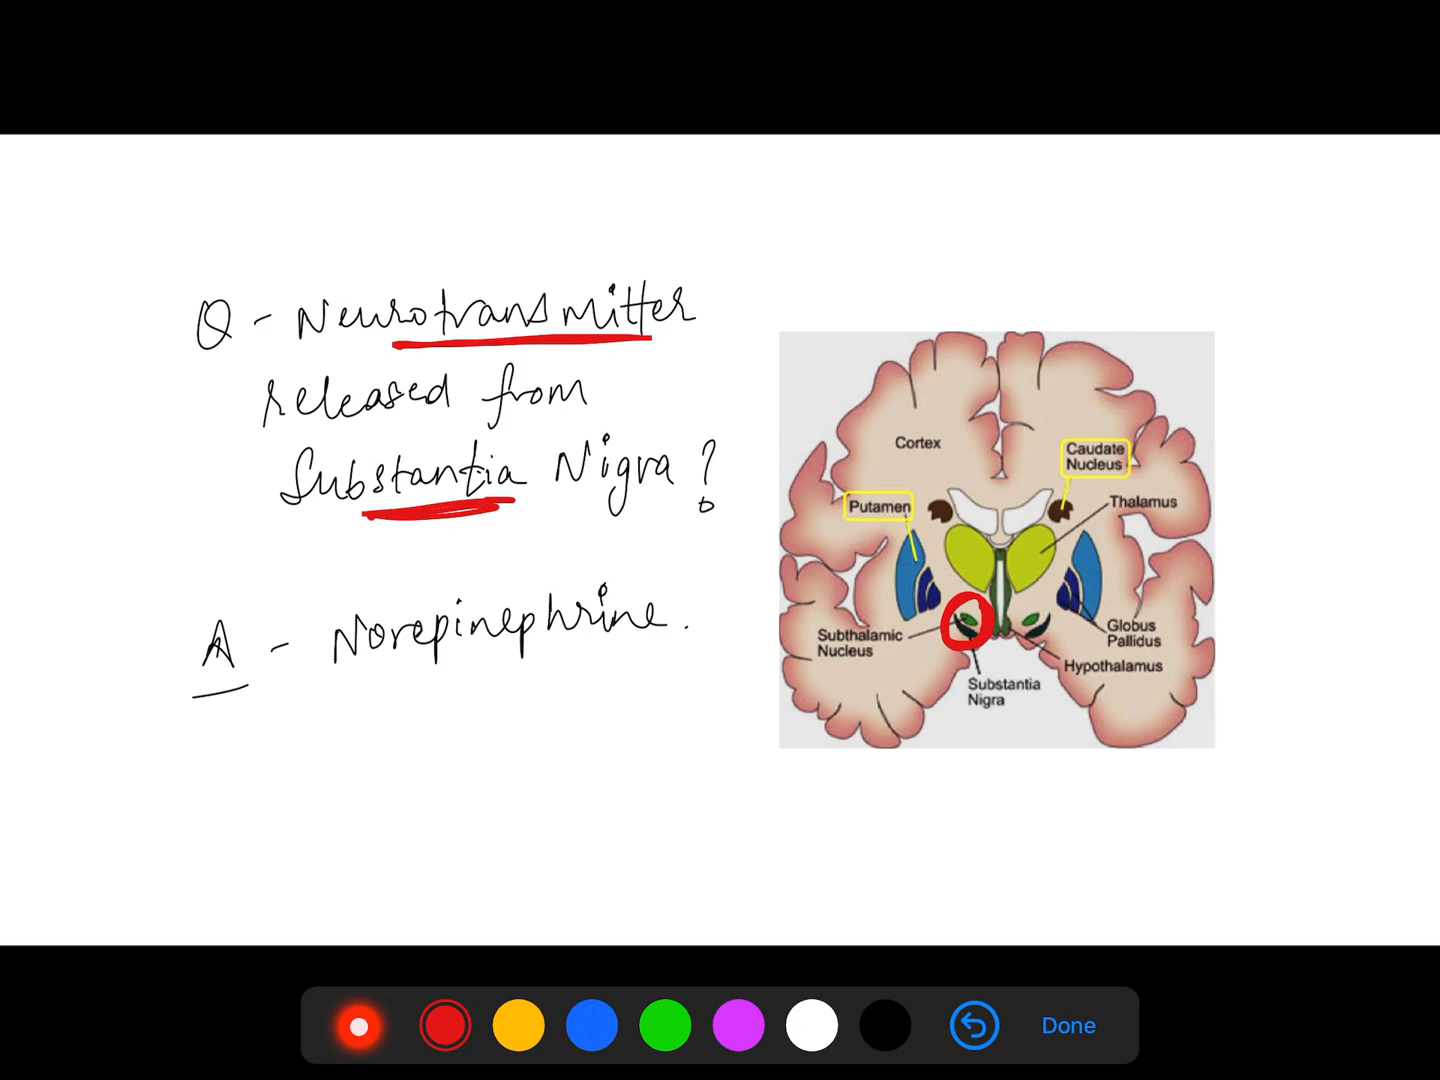 Q - Neurotransmitter
released from
Substantia Nigra?
A - Norepinephrine.
Cortex
Caudate
Nucleus
Putamen
Thalamus
Subthalamic
Nucleus
Globus
Pallidus
Hypothalamus
Substantia
Nigra
Done